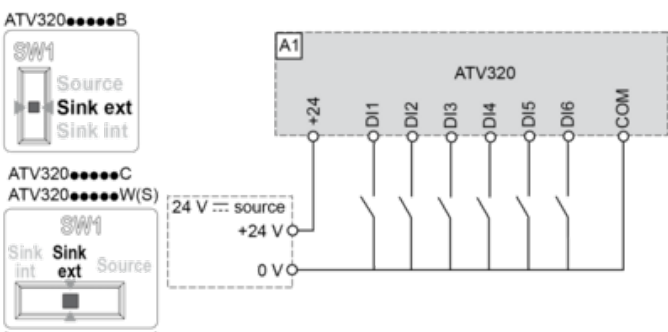 ATV320●●●●●B
SW1
Source
Sink ext
Sink int
ATV320●●●●●C
ATV320●●●●●W(S)
SW1
Sink int
Sink ext
Source
A1
ATV320
+24 DI1 DI2 DI3 DI4 DI5 DI6 COM
24 V ⎓ source
+24 V
0 V